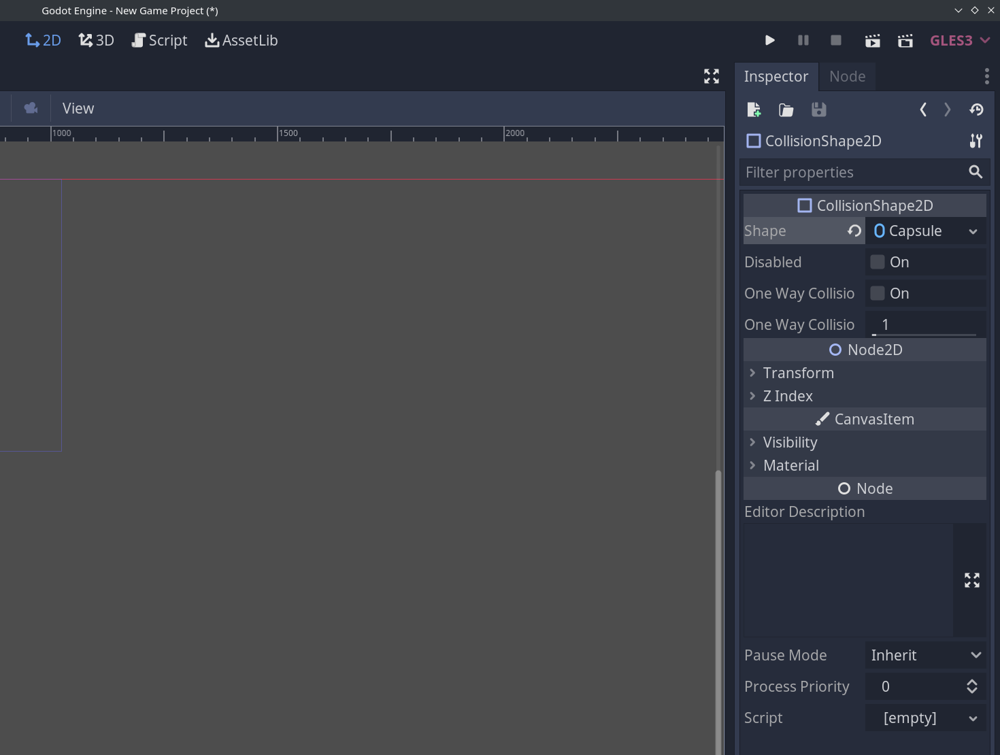 Godot Engine - New Game Project (*)
2D 3D Script AssetLib
GLES3
Inspector Node
View
1000 1500 2000
CollisionShape2D
Filter properties
CollisionShape2D
Shape Capsule
Disabled On
One Way Collisio On
One Way Collisio 1
Node2D
Transform
Z Index
CanvasItem
Visibility
Material
Node
Editor Description
Pause Mode Inherit
Process Priority 0
Script [empty]